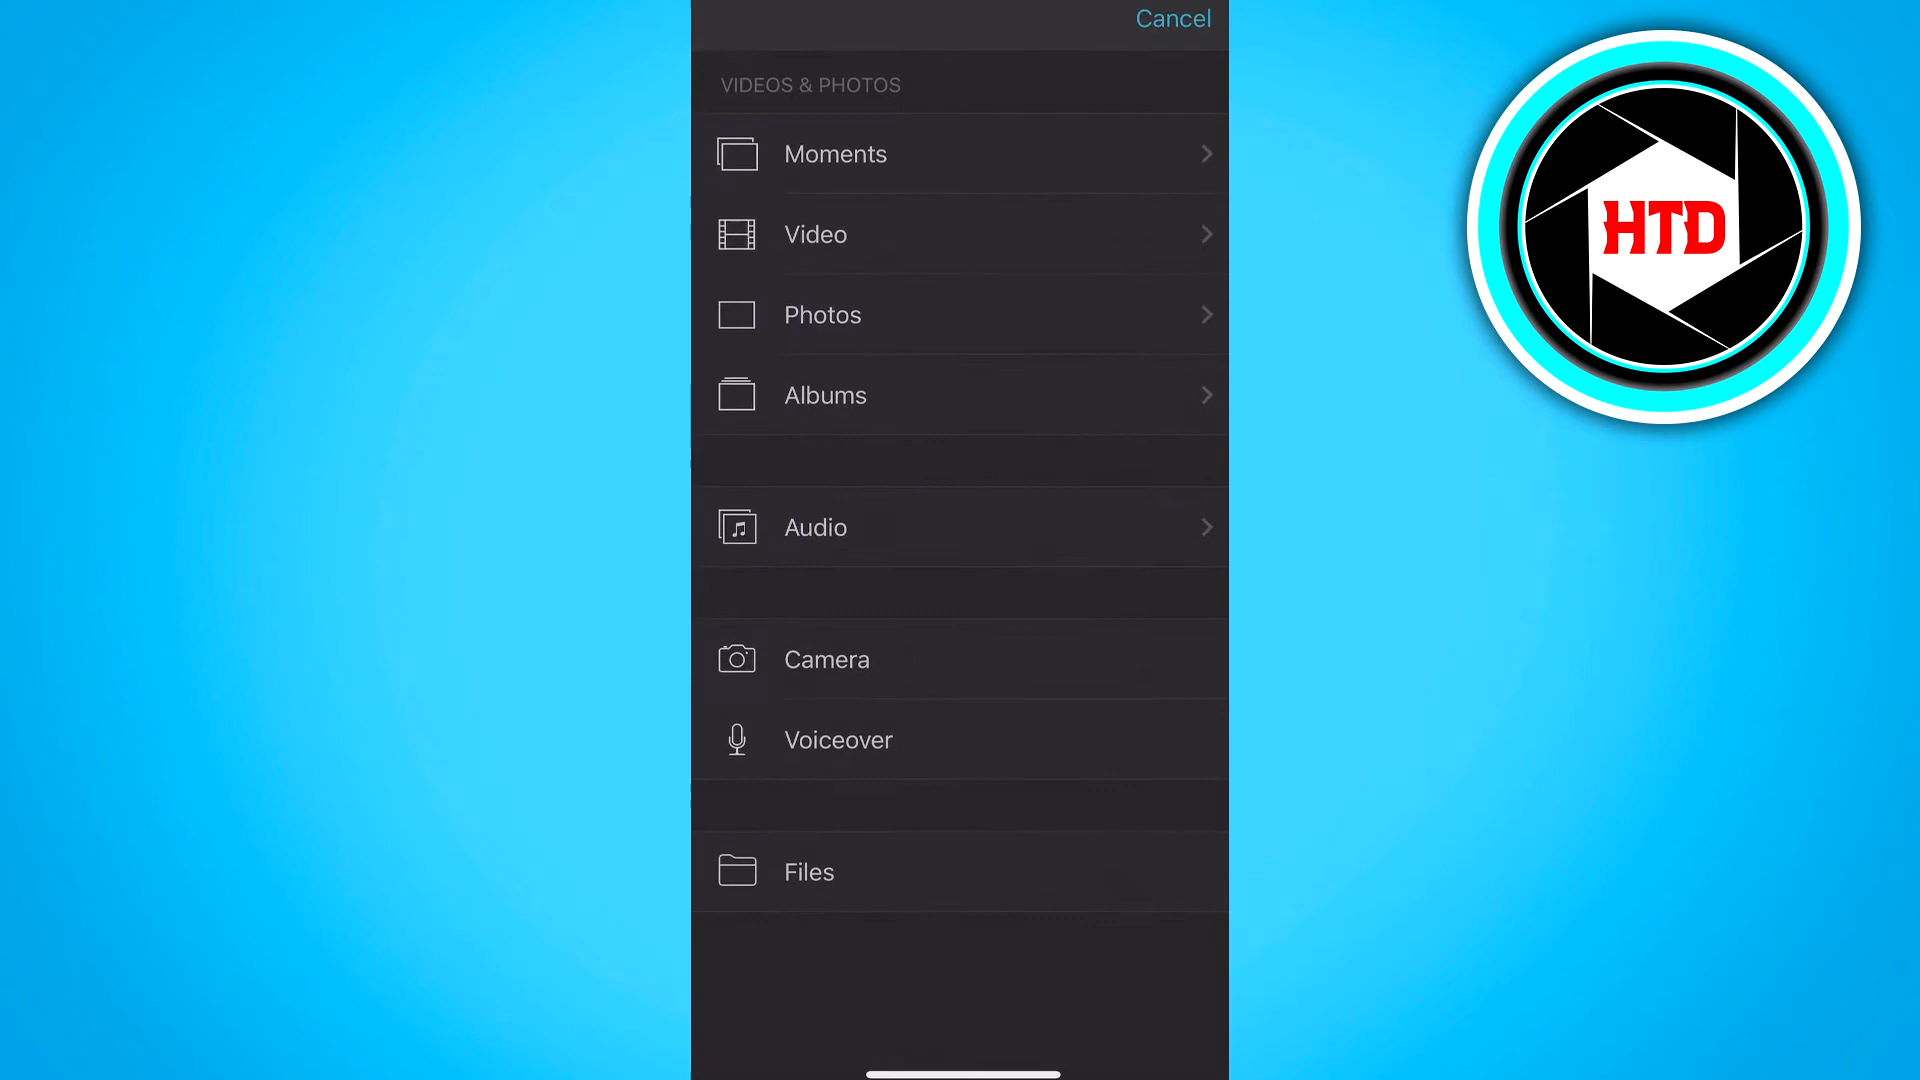 Cancel
VIDEOS & PHOTOS
Moments
Video
Photos
Albums
Audio
Camera
Voiceover
Files
HTD